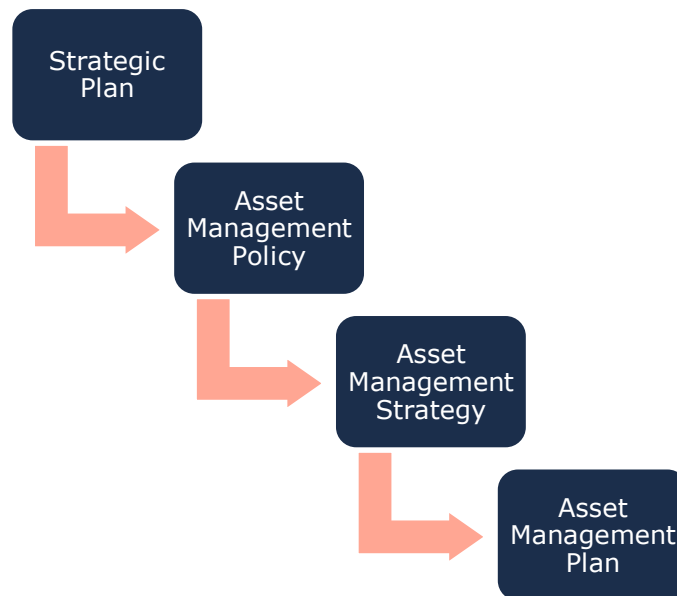 Strategic
Plan
Asset
Management
Policy
Asset
Management
Strategy
Asset
Management
Plan